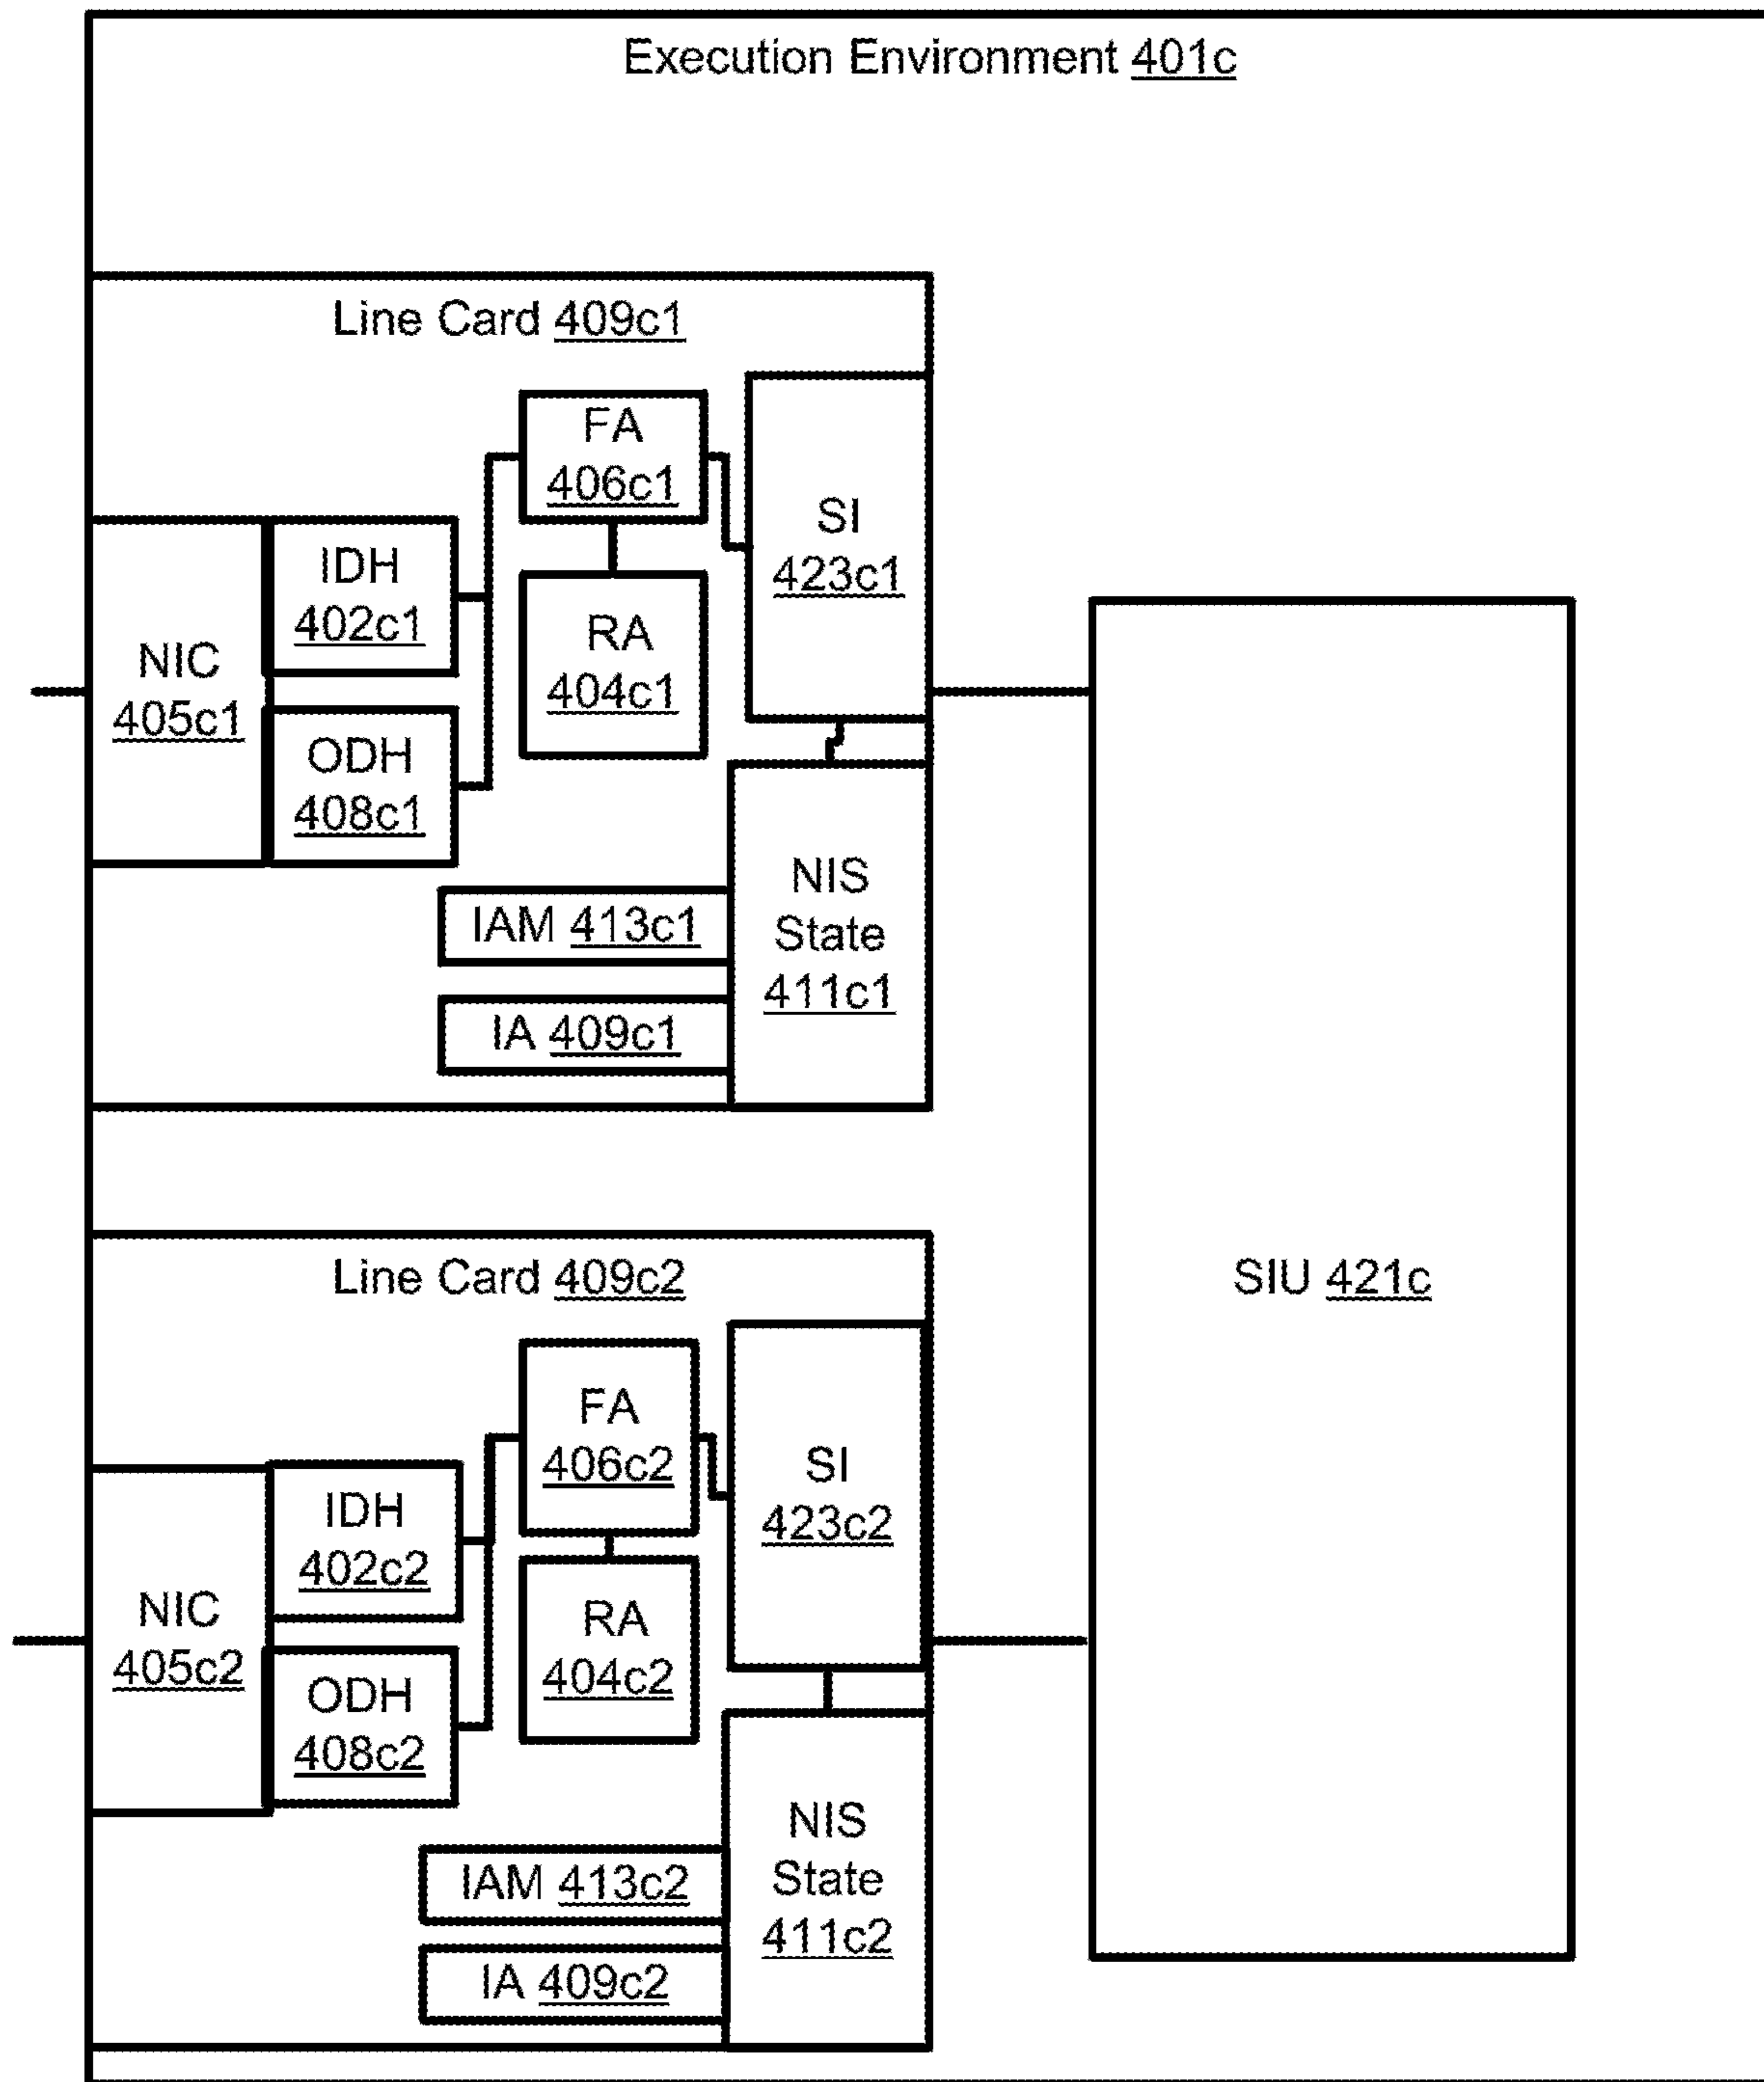 Execution Environment 401c
Line Card 409c1
FA
406c1
SI
423c1
IDH
402c1
RA
404c1
NIC
405c1
ODH
408c1
NIS
State
411c1
IAM 413c1
IA 409c1
SIU 421c
Line Card 409c2
FA
406c2
SI
423c2
IDH
402c2
RA
404c2
NIC
405c2
ODH
408c2
NIS
State
411c2
IAM 413c2
IA 409c2